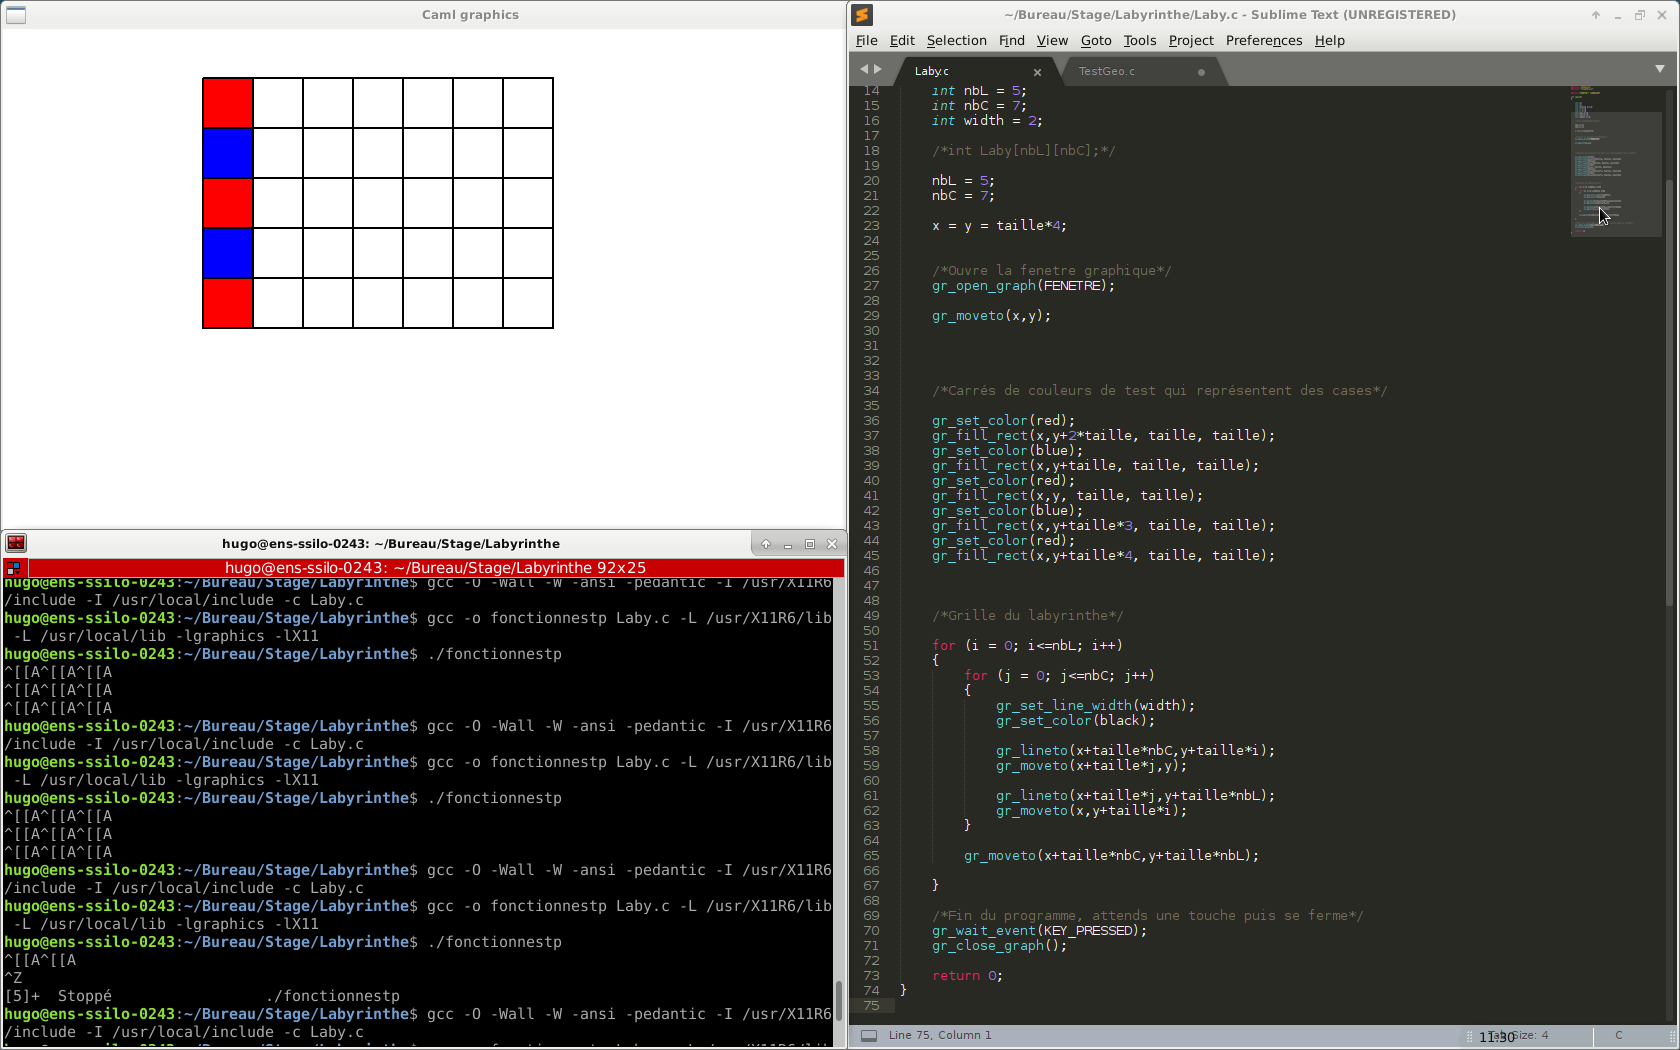 Caml graphics
hugo@ens-ssilo-0243: ~/Bureau/Stage/Labyrinthe
hugo@ens-ssilo-0243: ~/Bureau/Stage/Labyrinthe 92x25
hugo@ens-ssilo-0243:~/Bureau/Stage/Labyrinthe$ gcc -O -Wall -W -ansi -pedantic -I /usr/X11R6
/include -I /usr/local/include -c Laby.c
hugo@ens-ssilo-0243:~/Bureau/Stage/Labyrinthe$ gcc -o fonctionnestp Laby.c -L /usr/X11R6/lib
-L /usr/local/lib -lgraphics -lX11
hugo@ens-ssilo-0243:~/Bureau/Stage/Labyrinthe$ ./fonctionnestp
^[[A^[[A^[[A
^[[A^[[A^[[A
^[[A^[[A^[[A
hugo@ens-ssilo-0243:~/Bureau/Stage/Labyrinthe$ gcc -O -Wall -W -ansi -pedantic -I /usr/X11R6
/include -I /usr/local/include -c Laby.c
hugo@ens-ssilo-0243:~/Bureau/Stage/Labyrinthe$ gcc -o fonctionnestp Laby.c -L /usr/X11R6/lib
-L /usr/local/lib -lgraphics -lX11
hugo@ens-ssilo-0243:~/Bureau/Stage/Labyrinthe$ ./fonctionnestp
^[[A^[[A^[[A
^[[A^[[A^[[A
^[[A^[[A^[[A
hugo@ens-ssilo-0243:~/Bureau/Stage/Labyrinthe$ gcc -O -Wall -W -ansi -pedantic -I /usr/X11R6
/include -I /usr/local/include -c Laby.c
hugo@ens-ssilo-0243:~/Bureau/Stage/Labyrinthe$ gcc -o fonctionnestp Laby.c -L /usr/X11R6/lib
-L /usr/local/lib -lgraphics -lX11
hugo@ens-ssilo-0243:~/Bureau/Stage/Labyrinthe$ ./fonctionnestp
^[[A^[[A
^Z
[5]+  Stoppé                 ./fonctionnestp
hugo@ens-ssilo-0243:~/Bureau/Stage/Labyrinthe$ gcc -O -Wall -W -ansi -pedantic -I /usr/X11R6
/include -I /usr/local/include -c Laby.c
~/Bureau/Stage/Labyrinthe/Laby.c - Sublime Text (UNREGISTERED)
File Edit Selection Find View Goto Tools Project Preferences Help
Laby.c TestGeo.c
14 int nbL = 5;
15 int nbC = 7;
16 int width = 2;
17
18 /*int Laby[nbL][nbC];*/
19
20 nbL = 5;
21 nbC = 7;
22
23 x = y = taille*4;
24
25
26 /*Ouvre la fenetre graphique*/
27 gr_open_graph(FENETRE);
28
29 gr_moveto(x,y);
30
31
32
33
34 /*Carrés de couleurs de test qui représentent des cases*/
35
36 gr_set_color(red);
37 gr_fill_rect(x,y+2*taille, taille, taille);
38 gr_set_color(blue);
39 gr_fill_rect(x,y+taille, taille, taille);
40 gr_set_color(red);
41 gr_fill_rect(x,y, taille, taille);
42 gr_set_color(blue);
43 gr_fill_rect(x,y+taille*3, taille, taille);
44 gr_set_color(red);
45 gr_fill_rect(x,y+taille*4, taille, taille);
46
47
48
49 /*Grille du labyrinthe*/
50
51 for (i = 0; i<=nbL; i++)
52 {
53 for (j = 0; j<=nbC; j++)
54 {
55 gr_set_line_width(width);
56 gr_set_color(black);
57
58 gr_lineto(x+taille*nbC,y+taille*i);
59 gr_moveto(x+taille*j,y);
60
61 gr_lineto(x+taille*j,y+taille*nbL);
62 gr_moveto(x,y+taille*i);
63 }
64
65 gr_moveto(x+taille*nbC,y+taille*nbL);
66
67 }
68
69 /*Fin du programme, attends une touche puis se ferme*/
70 gr_wait_event(KEY_PRESSED);
71 gr_close_graph();
72
73 return 0;
74 }
75
Line 75, Column 1
11:30 Size: 4 C